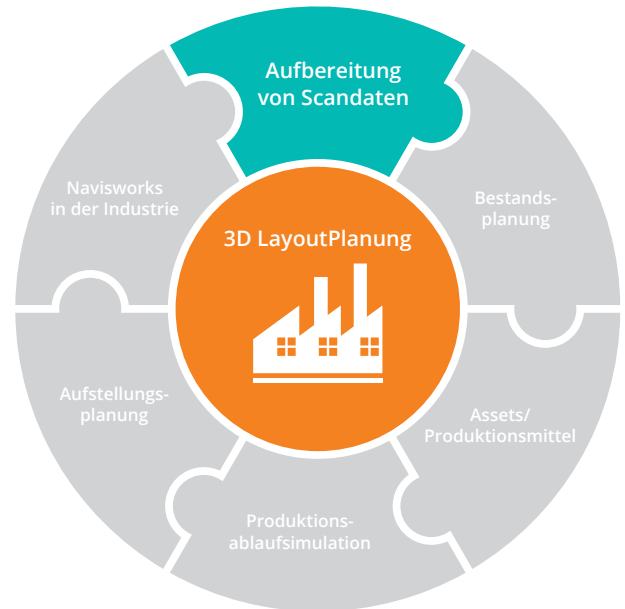 Aufbereitung
von Scandaten
Navisworks
in der Industrie
Bestands-
planung
3D LayoutPlanung
Aufstellungs-
planung
Assets/
Produktionsmittel
Produktions-
ablaufsimulation